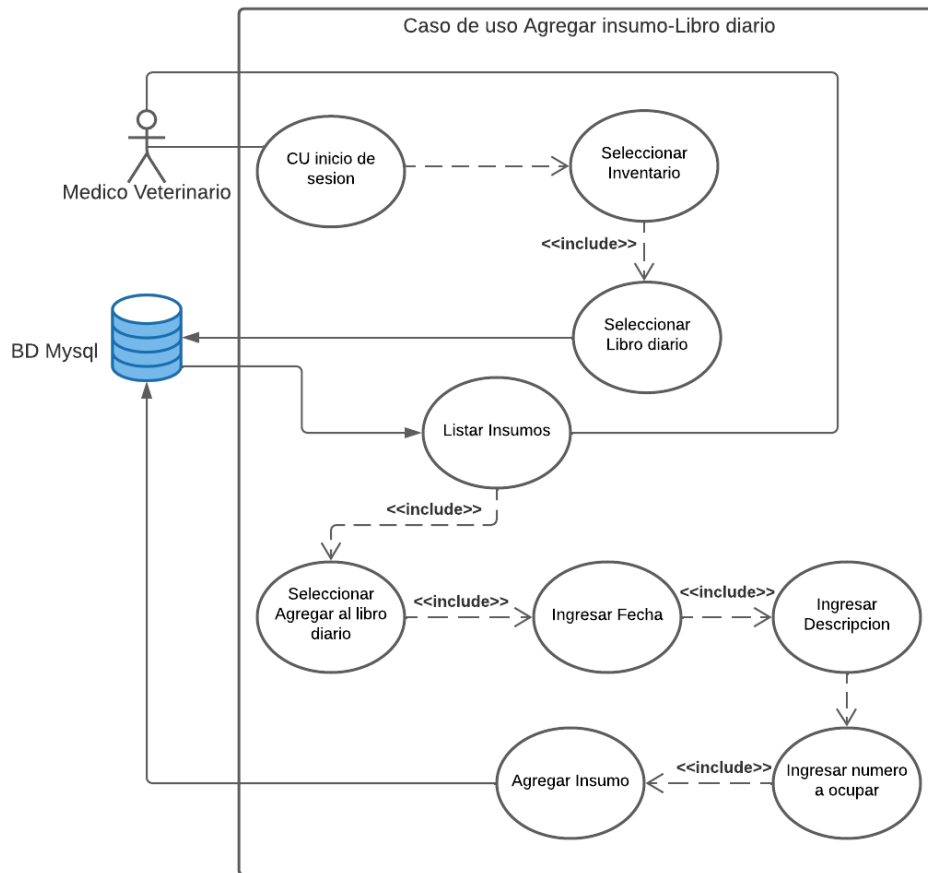 Caso de uso Agregar insumo-Libro diario
Medico Veterinario
CU inicio de
sesion
Seleccionar
Inventario
<<include>>
Seleccionar
Libro diario
BD Mysql
Listar Insumos
<<include>>
Seleccionar
Agregar al libro
diario
<<include>>
Ingresar Fecha
<<include>>
Ingresar
Descripcion
Ingresar numero
a ocupar
<<include>>
Agregar Insumo